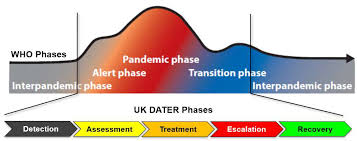 WHO Phases
Pandemic phase
Alert phase
Transition phase
Interpandemic phase
Interpandemic phase
UK DATER Phases
Detection
Assessment
Treatment
Escalation
Recovery